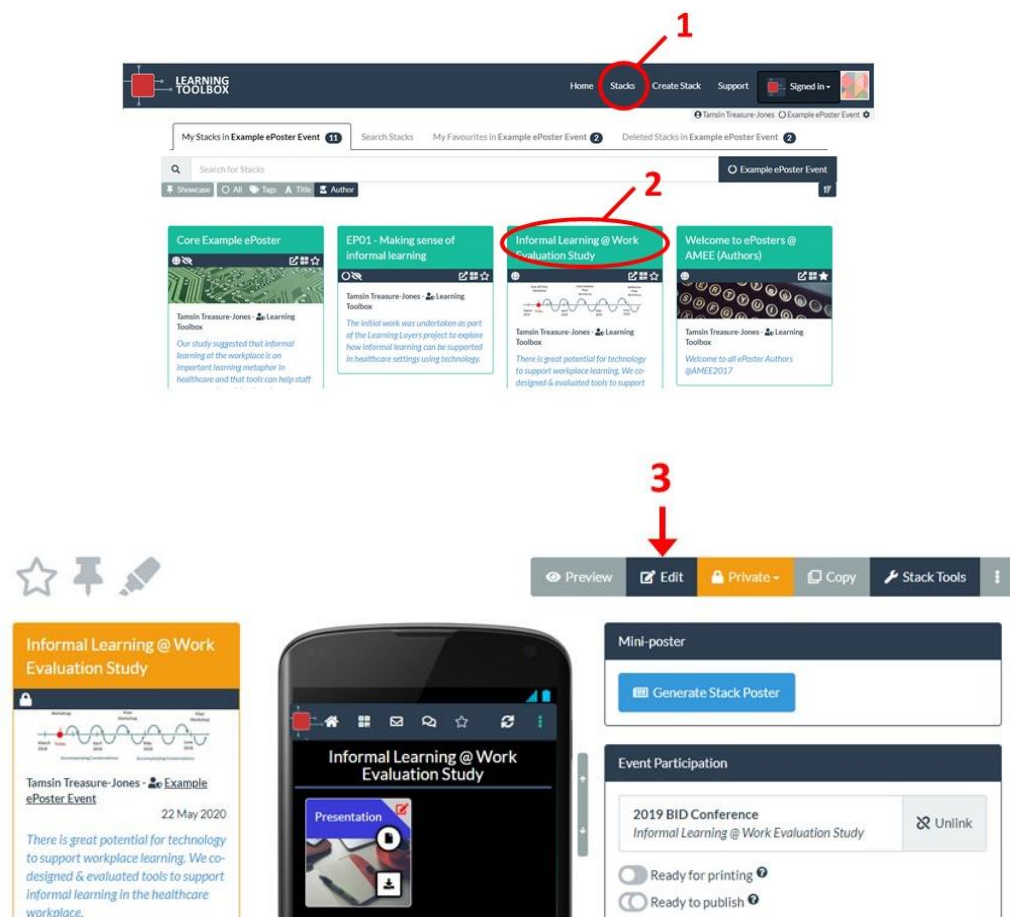 1
LEARNING
TOOLBOX
Home Stacks Create Stack Support Signed in
Tamsin Treasure-Jones Example ePoster Event
My Stacks in Example ePoster Event 11 Search Stacks My Favourites in Example ePoster Event 2 Deleted Stacks in Example ePoster Event 2
Search for Stacks Example ePoster Event
Showcase All Tags A Title Author
2
Core Example ePoster
Tamsin Treasure-Jones - Learning
Toolbox
Our study suggested that informal
learning at the workplace is an
important learning metaphor in
healthcare and that tools can help staff
EP01 - Making sense of
informal learning
Tamsin Treasure-Jones - Learning
Toolbox
The initial work was undertaken as part
of the Learning Layers project to explore
how informal learning can be supported
in healthcare settings using technology.
Informal Learning @ Work
Evaluation Study
Tamsin Treasure-Jones - Learning
Toolbox
There is great potential for technology
to support workplace learning. We co-
designed & evaluated tools to support
Welcome to ePosters @
AMEE (Authors)
Tamsin Treasure-Jones - Learning
Toolbox
Welcome to all ePoster Authors
@AMEE2017
3
Preview Edit Private Copy Stack Tools
Informal Learning @ Work
Evaluation Study
Tamsin Treasure-Jones - Example
ePoster Event
22 May 2020
There is great potential for technology
to support workplace learning. We co-
designed & evaluated tools to support
informal learning in the healthcare
workplace.
Informal Learning @ Work
Evaluation Study
Presentation
Mini-poster
Generate Stack Poster
Event Participation
2019 BID Conference
Informal Learning @ Work Evaluation Study
Unlink
Ready for printing ?
Ready to publish ?